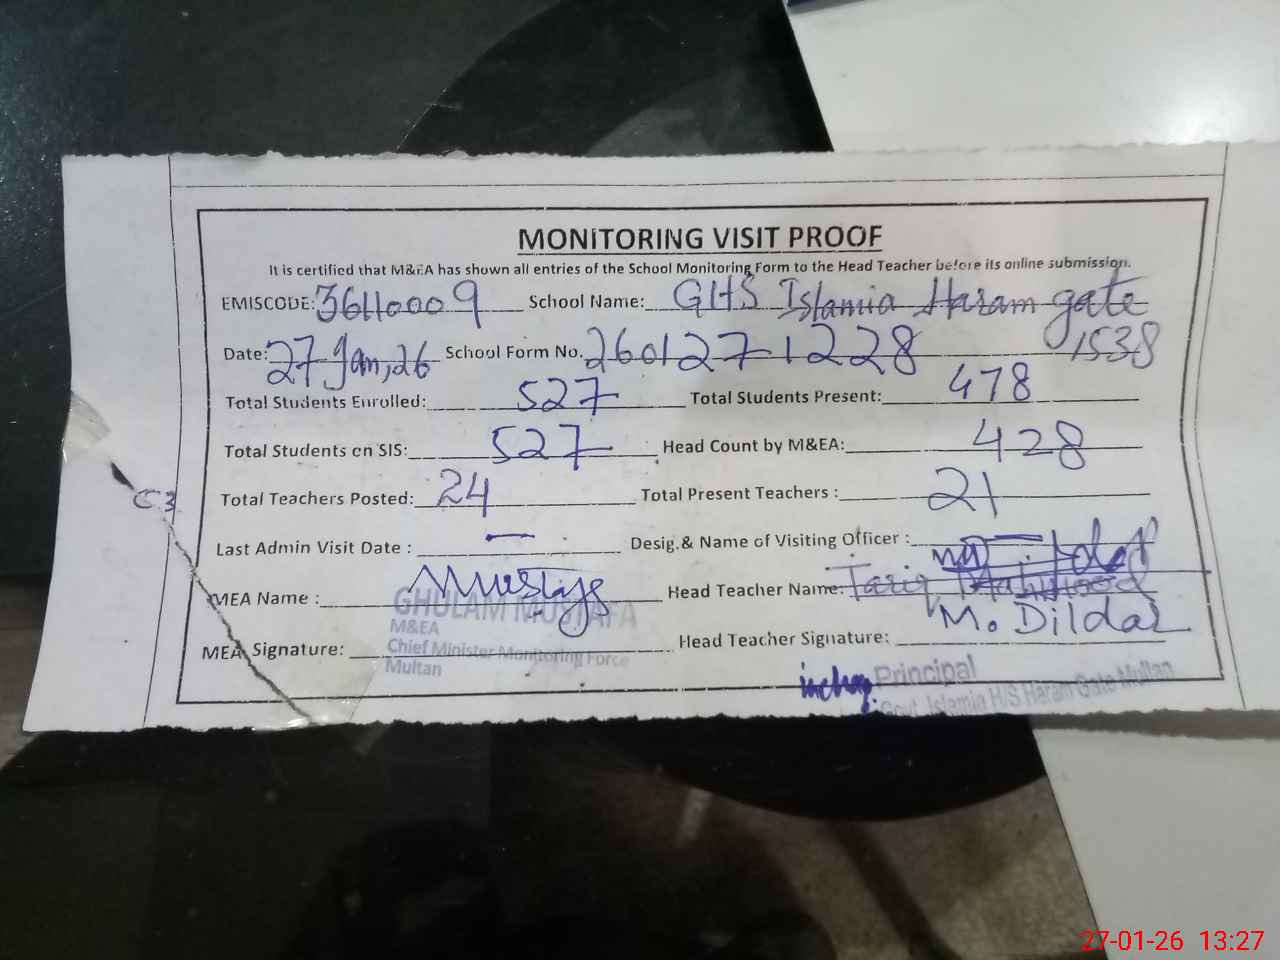 MONITORING VISIT PROOF
It is certified that M&EA has shown all entries of the School Monitoring Form to the Head Teacher before its online submission.
EMISCODE: 36110009 School Name: GHS Islamia Haram gate
Date: 27 Jan, 26 School Form No. 260127 1228 1538
Total Students Enrolled: 527 Total Students Present: 478
Total Students on SIS: 527 Head Count by M&EA: 428
Total Teachers Posted: 24 Total Present Teachers : 21
C3
Last Admin Visit Date : — Desig.& Name of Visiting Officer : —
MEA Name : Mustafa Head Teacher Name: Tariq Mahmood
GHULAM MUSTAFA
M. Dildar
M&EA
MEA Signature: Head Teacher Signature:
Chief Minister Monitoring Force
Multan
incharg. Principal
Govt. Islamia H/S Haram Gate Multan
27-01-26 13:27